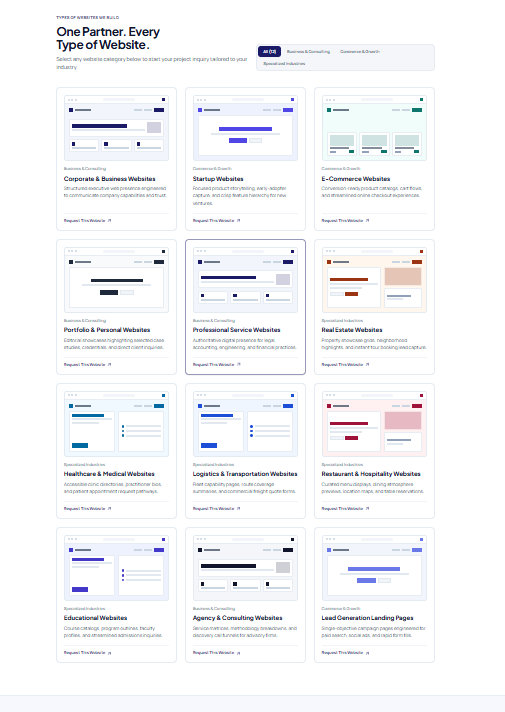 TYPES OF WEBSITES WE BUILD
One Partner. Every
Type of Website.
Select any website category below to start your project inquiry tailored to your
industry
All (12)
Business & Consulting
Commerce & Growth
Specialized Industries
Business & Consulting
Corporate & Business Websites
Structured executive web presence engineered
to communicate company capabilities and trust.
Request This Website
Commerce & Growth
Startup Websites
Focused product storytelling, early-adopter
capture, and crisp feature hierarchy for new
ventures.
Request This Website
Commerce & Growth
E-Commerce Websites
Conversion-ready product catalogs, cart flows,
and streamlined online checkout experiences.
Request This Website
Business & Consulting
Portfolio & Personal Websites
Editorial showcases highlighting selected case
studies, credentials, and direct client inquiries.
Request This Website
Business & Consulting
Professional Service Websites
Authoritative digital presence for legal,
accounting, engineering, and financial practices.
Request This Website
Specialized Industries
Real Estate Websites
Property showcase grids, neighborhood
highlights, and instant tour booking lead capture.
Request This Website
Specialized Industries
Healthcare & Medical Websites
Accessible clinic directories, practitioner bios,
and patient appointment request pathways.
Request This Website
Specialized Industries
Logistics & Transportation Websites
Fleet capability pages, route coverage
summaries, and commercial freight quote forms.
Request This Website
Specialized Industries
Restaurant & Hospitality Websites
Curated menu displays, dining atmosphere
previews, location maps, and table reservations.
Request This Website
Specialized Industries
Educational Websites
Course catalogs, program outlines, faculty
profiles, and streamlined admissions inquiries.
Request This Website
Business & Consulting
Agency & Consulting Websites
Service matrices, methodology breakdowns, and
discovery call funnels for advisory firms.
Request This Website
Commerce & Growth
Lead Generation Landing Pages
Single-objective campaign pages engineered for
paid search, social ads, and rapid form fills.
Request This Website